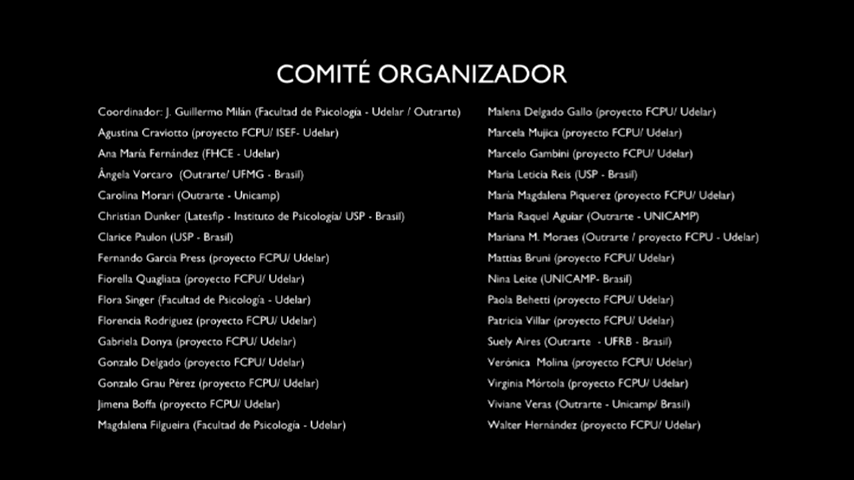 COMITÉ ORGANIZADOR
Coordinador: J. Guillermo Milán (Facultad de Psicología - Udelar / Outrarte)
Agustina Craviotto (proyecto FCPU/ ISEF- Udelar)
Ana María Fernández (FHCE - Udelar)
Ângela Vorcaro (Outrarte/ UFMG - Brasil)
Carolina Morari (Outrarte - Unicamp)
Christian Dunker (Latesfip - Instituto de Psicología/ USP - Brasil)
Clarice Paulon (USP - Brasil)
Fernando García Press (proyecto FCPU/ Udelar)
Fiorella Quagliata (proyecto FCPU/ Udelar)
Flora Singer (Facultad de Psicología - Udelar)
Florencia Rodriguez (proyecto FCPU/ Udelar)
Gabriela Donya (proyecto FCPU/ Udelar)
Gonzalo Delgado (proyecto FCPU/ Udelar)
Gonzalo Grau Pérez (proyecto FCPU/ Udelar)
Jimena Boffa (proyecto FCPU/ Udelar)
Magdalena Filgueira (Facultad de Psicología - Udelar)
Malena Delgado Gallo (proyecto FCPU/ Udelar)
Marcela Mujica (proyecto FCPU/ Udelar)
Marcelo Gambini (proyecto FCPU/ Udelar)
Maria Leticia Reis (USP - Brasil)
María Magdalena Piquerez (proyecto FCPU/ Udelar)
Maria Raquel Aguiar (Outrarte - UNICAMP)
Mariana M. Moraes (Outrarte / proyecto FCPU - Udelar)
Mattias Bruni (proyecto FCPU/ Udelar)
Nina Leite (UNICAMP- Brasil)
Paola Behetti (proyecto FCPU/ Udelar)
Patricia Villar (proyecto FCPU/ Udelar)
Suely Aires (Outrarte - UFRB - Brasil)
Verónica Molina (proyecto FCPU/ Udelar)
Virginia Mórtola (proyecto FCPU/ Udelar)
Viviane Veras (Outrarte - Unicamp/ Brasil)
Walter Hernández (proyecto FCPU/ Udelar)